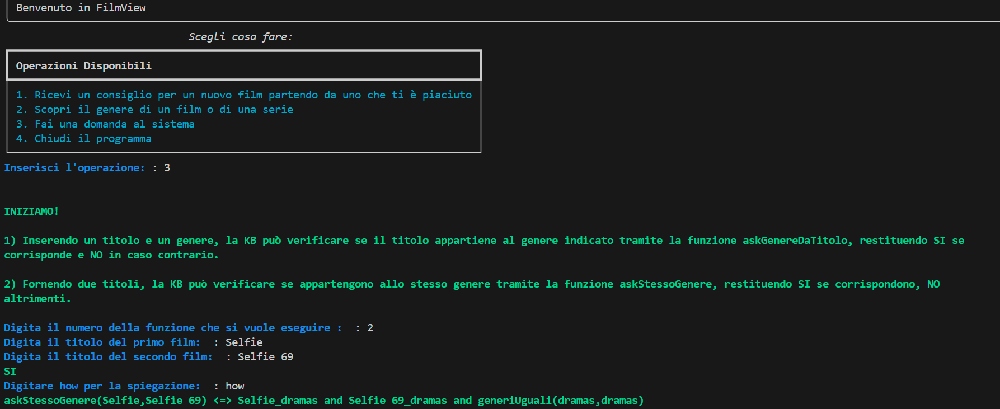 Benvenuto in FilmView
Scegli cosa fare:
Operazioni Disponibili
1. Ricevi un consiglio per un nuovo film partendo da uno che ti è piaciuto
2. Scopri il genere di un film o di una serie
3. Fai una domanda al sistema
4. Chiudi il programma
Inserisci l'operazione: : 3
INIZIAMO!
1) Inserendo un titolo e un genere, la KB può verificare se il titolo appartiene al genere indicato tramite la funzione askGenereDaTitolo, restituendo SI se
corrisponde e NO in caso contrario.
2) Fornendo due titoli, la KB può verificare se appartengono allo stesso genere tramite la funzione askStessoGenere, restituendo SI se corrispondono, NO
altrimenti.
Digita il numero della funzione che si vuole eseguire :  : 2
Digita il titolo del primo film:  : Selfie
Digita il titolo del secondo film:  : Selfie 69
SI
Digitare how per la spiegazione:  : how
askStessoGenere(Selfie,Selfie 69) <=> Selfie_dramas and Selfie 69_dramas and generiUguali(dramas,dramas)